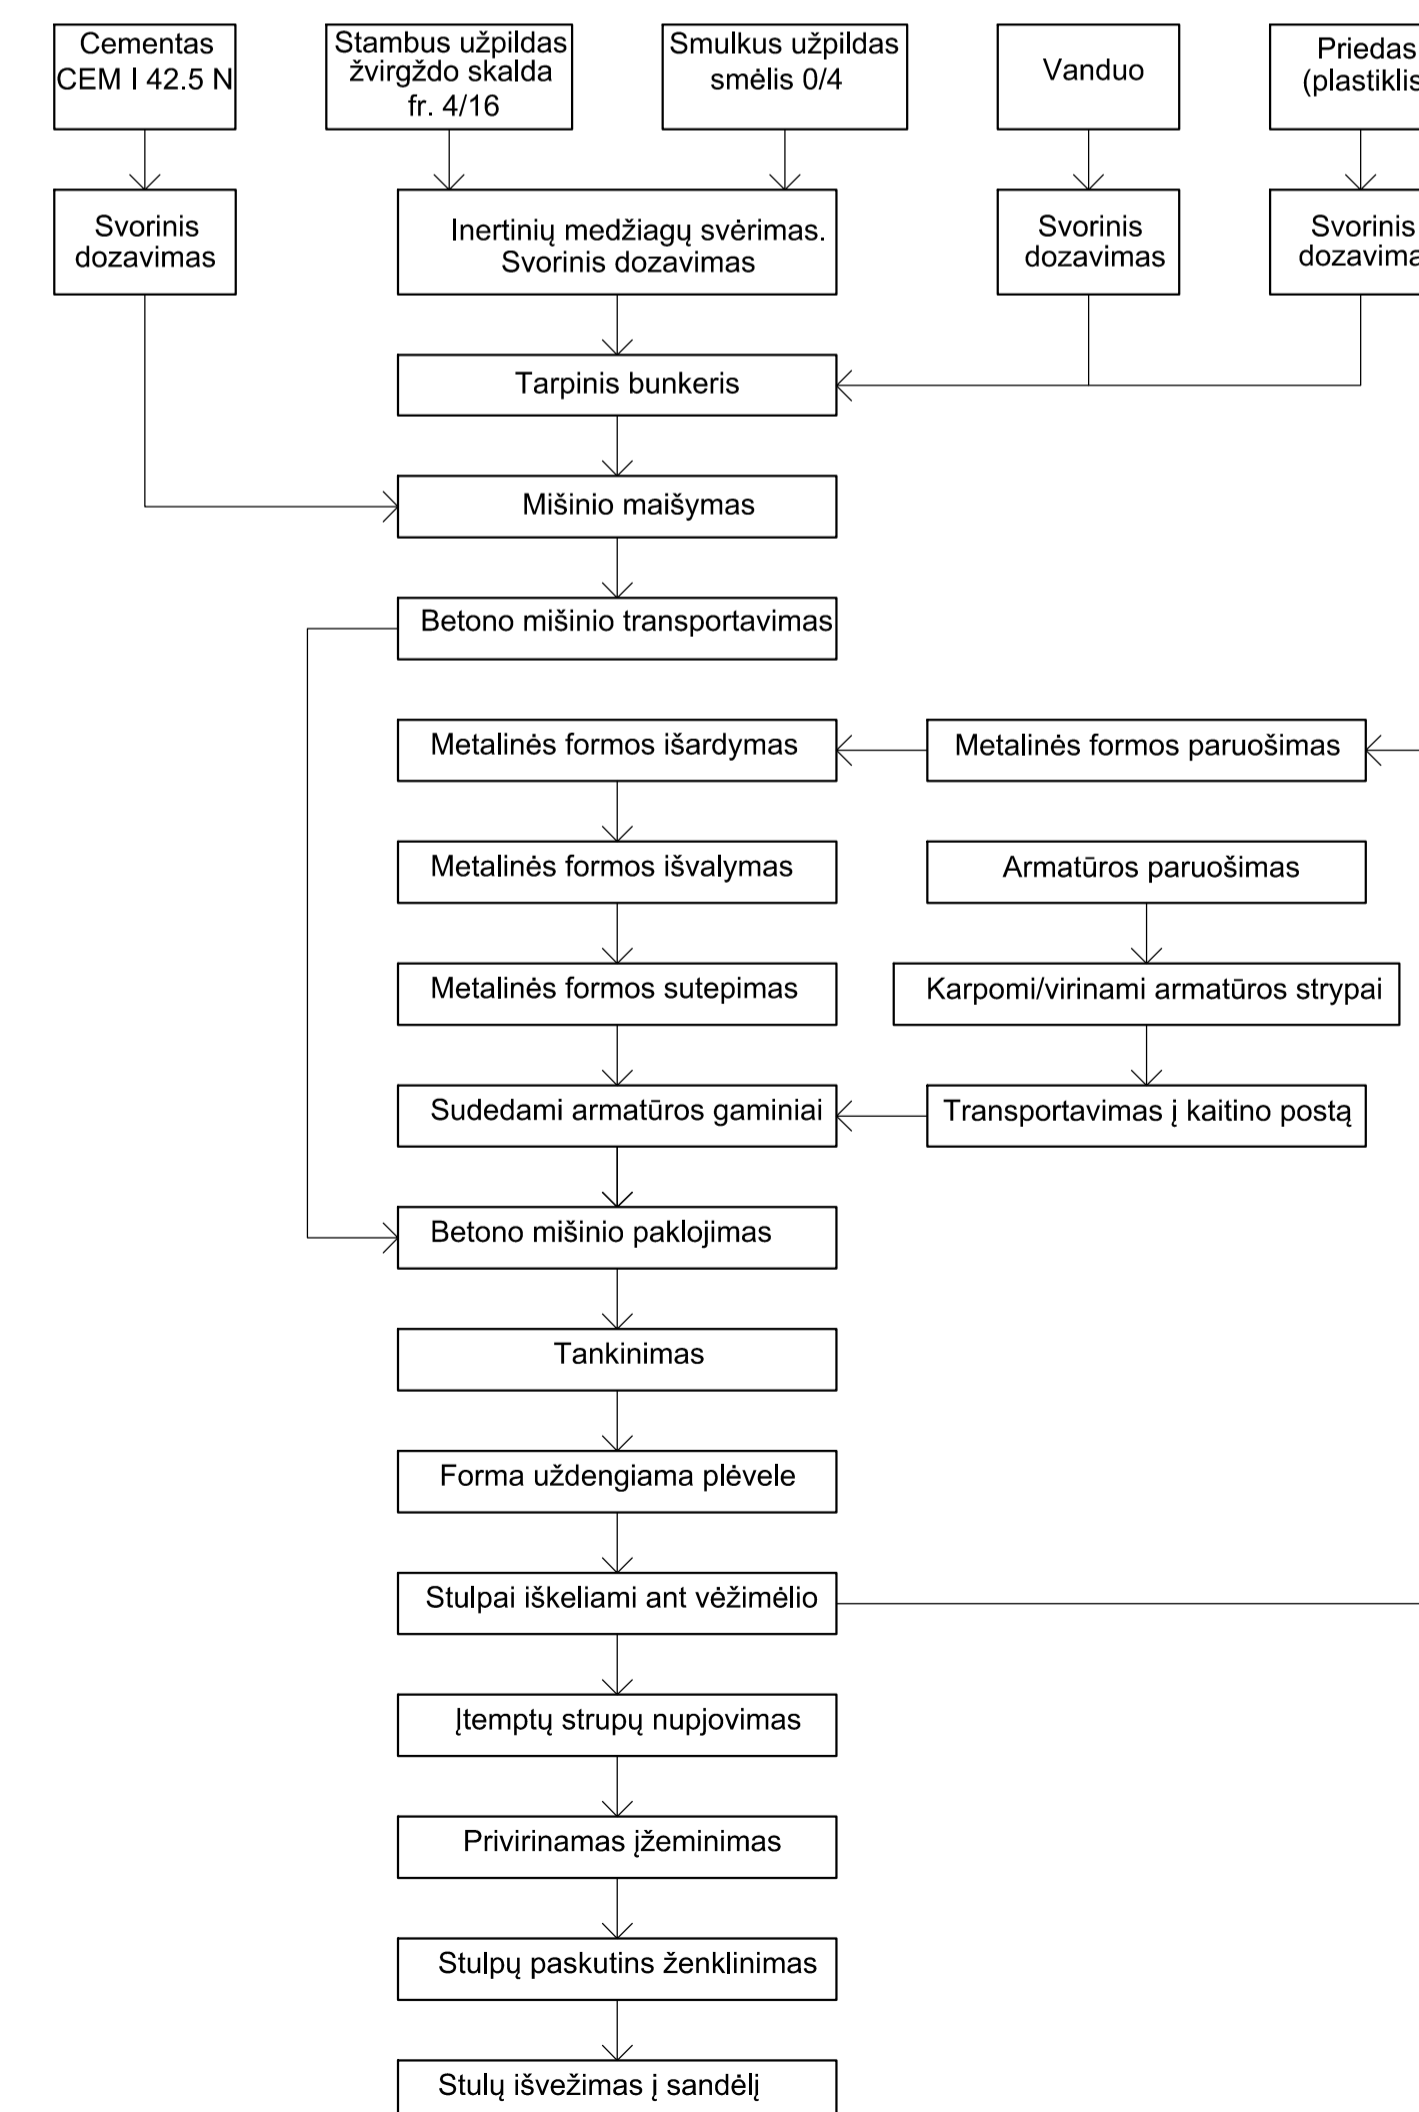 Cementas
CEM I 42.5 N
Stambus užpildas
žvirgždo skalda
fr. 4/16
Smulkus užpildas
smėlis 0/4
Vanduo
Priedas
(plastiklis
Svorinis
dozavimas
Inertinių medžiagų svėrimas.
Svorinis dozavimas
Svorinis
dozavimas
Svorinis
dozavima
Tarpinis bunkeris
Mišinio maišymas
Betono mišinio transportavimas
Metalinės formos išardymas
Metalinės formos paruošimas
Metalinės formos išvalymas
Armatūros paruošimas
Metalinės formos sutepimas
Karpomi/virinami armatūros strypai
Sudedami armatūros gaminiai
Transportavimas į kaitino postą
Betono mišinio paklojimas
Tankinimas
Forma uždengiama plėvele
Stulpai iškeliami ant vėžimėlio
Įtemptų strupų nupjovimas
Privirinamas įžeminimas
Stulpų paskutins ženklinimas
Stulų išvežimas į sandėlį